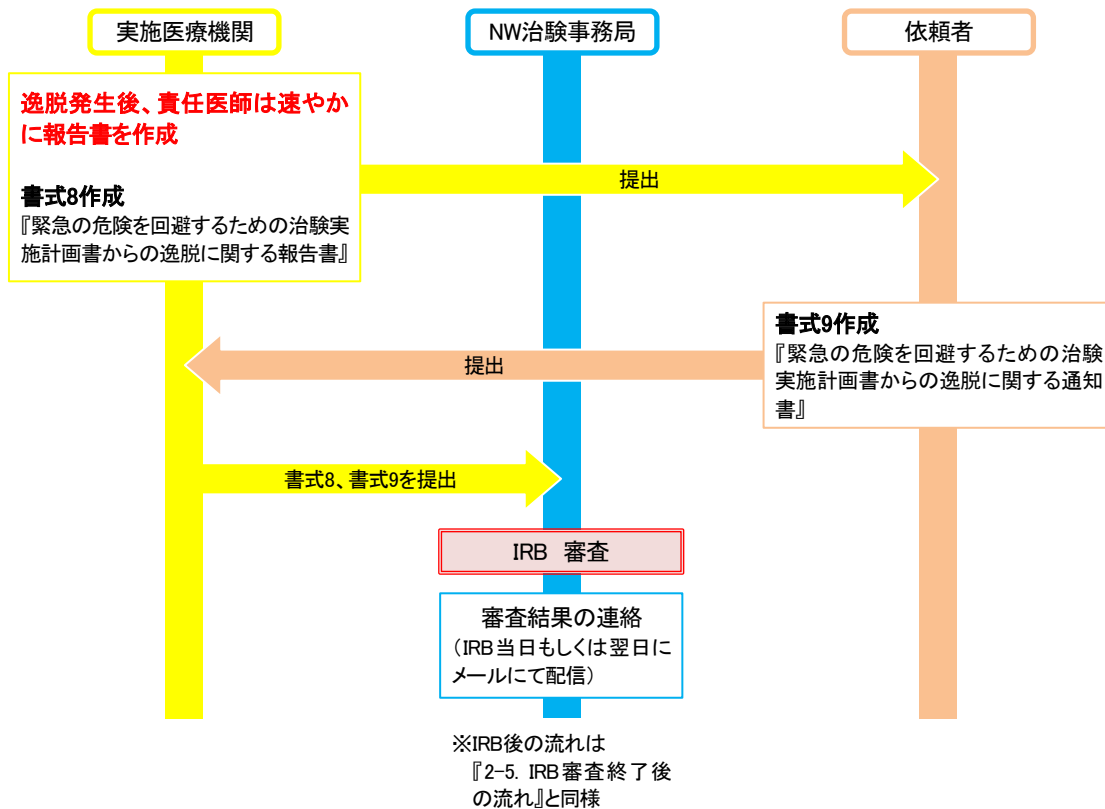 実施医療機関
NW治験事務局
依頼者
逸脱発生後、責任医師は速やか
に報告書を作成
書式8作成
『緊急の危険を回避するための治験実
施計画書からの逸脱に関する報告書』
提出
書式9作成
『緊急の危険を回避するための治験
実施計画書からの逸脱に関する通知
書』
提出
書式8、書式9を提出
IRB 審査
審査結果の連絡
（IRB当日もしくは翌日に
メールにて配信）
※IRB後の流れは
『2-5. IRB審査終了後
の流れ』と同様